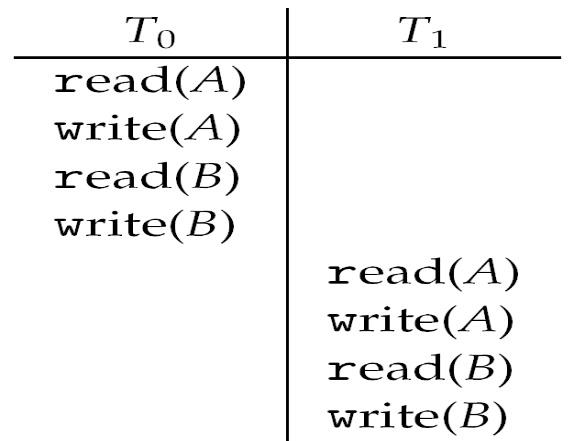 T₀ T₁
read(A)
write(A)
read(B)
write(B)
read(A)
write(A)
read(B)
write(B)